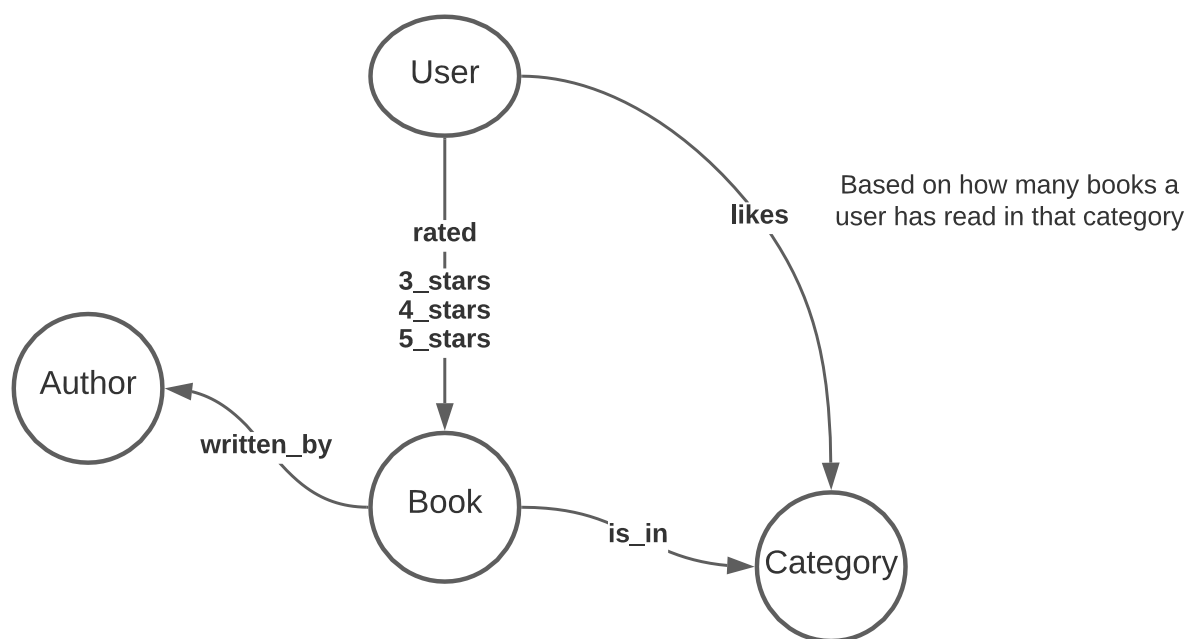 User
likes
Based on how many books a
user has read in that category
rated
3_stars
4_stars
5_stars
Author
written_by
Book
is_in
Category